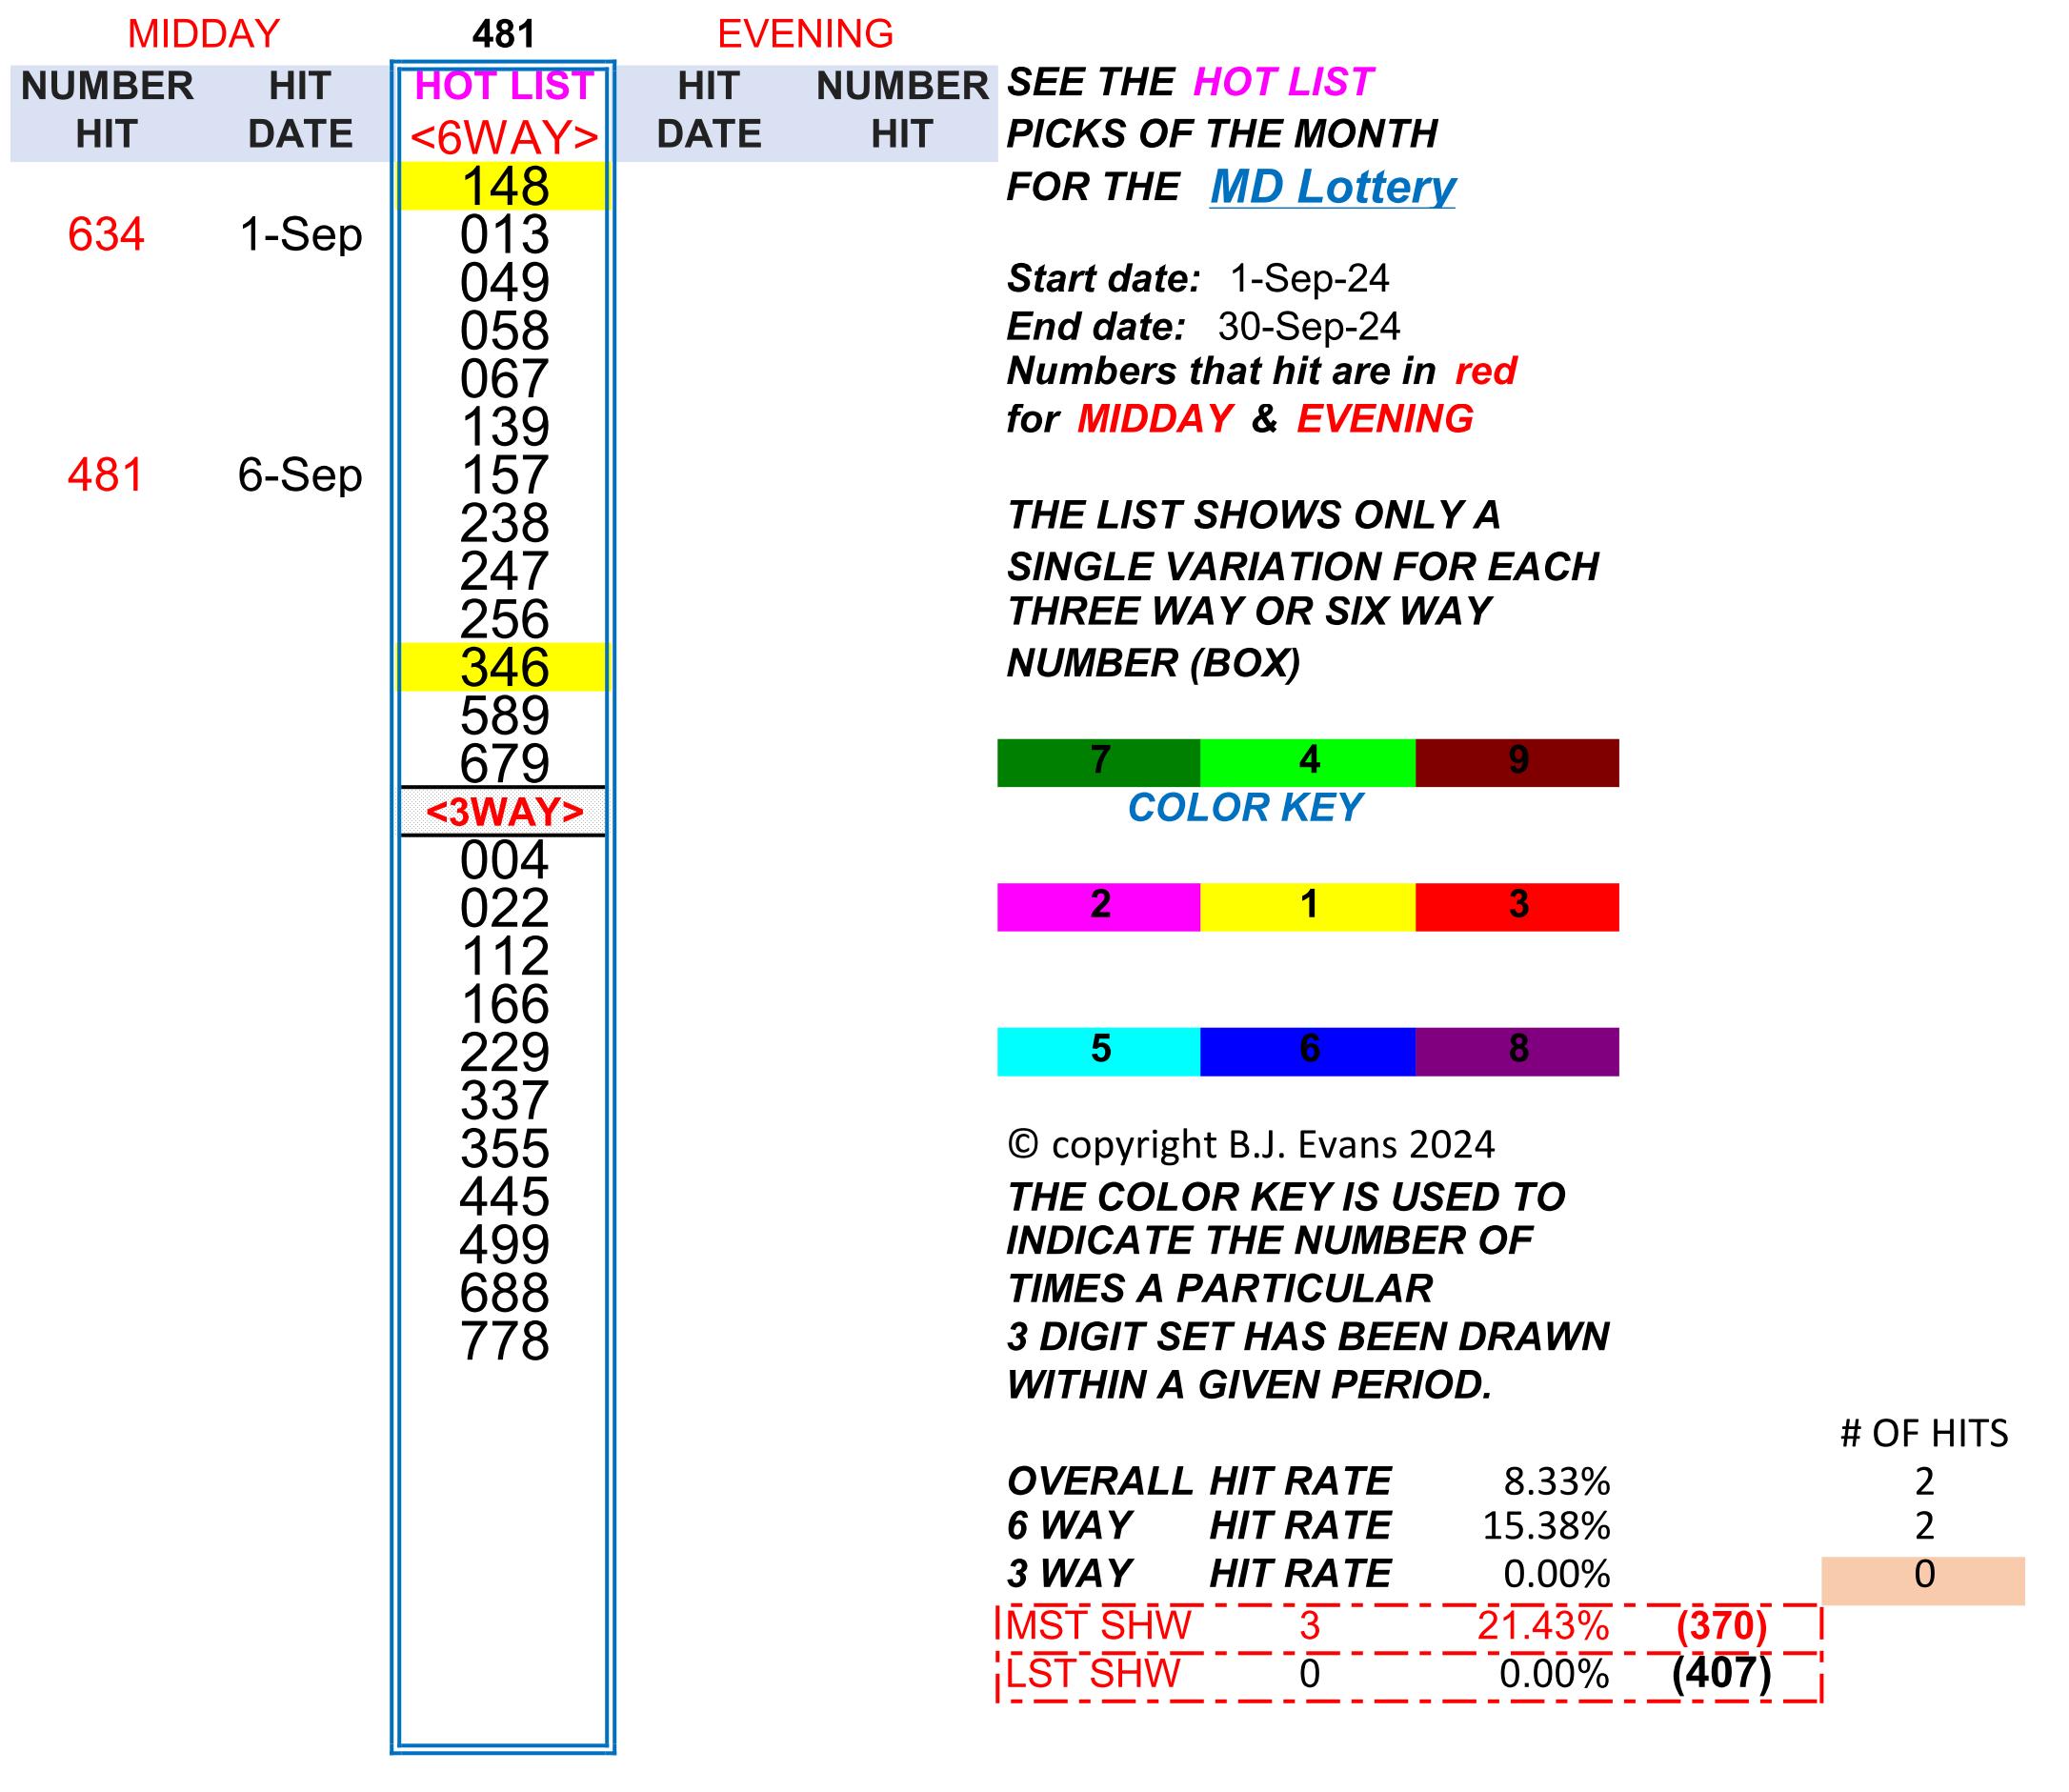 MIDDAY 481 EVENING
NUMBER HIT HOT LIST HIT NUMBER
HIT DATE <6WAY> DATE HIT
148
634 1-Sep 013
049
058
067
139
481 6-Sep 157
238
247
256
346
589
679
<3WAY>
004
022
112
166
229
337
355
445
499
688
778
SEE THE HOT LIST
PICKS OF THE MONTH
FOR THE MD Lottery
Start date: 1-Sep-24
End date: 30-Sep-24
Numbers that hit are in red
for MIDDAY & EVENING
THE LIST SHOWS ONLY A
SINGLE VARIATION FOR EACH
THREE WAY OR SIX WAY
NUMBER (BOX)
7 4 9
COLOR KEY
2 1 3
5 6 8
© copyright B.J. Evans 2024
THE COLOR KEY IS USED TO
INDICATE THE NUMBER OF
TIMES A PARTICULAR
3 DIGIT SET HAS BEEN DRAWN
WITHIN A GIVEN PERIOD.
# OF HITS
OVERALL HIT RATE 8.33% 2
6 WAY HIT RATE 15.38% 2
3 WAY HIT RATE 0.00% 0
MST SHW 3 21.43% (370)
LST SHW 0 0.00% (407)